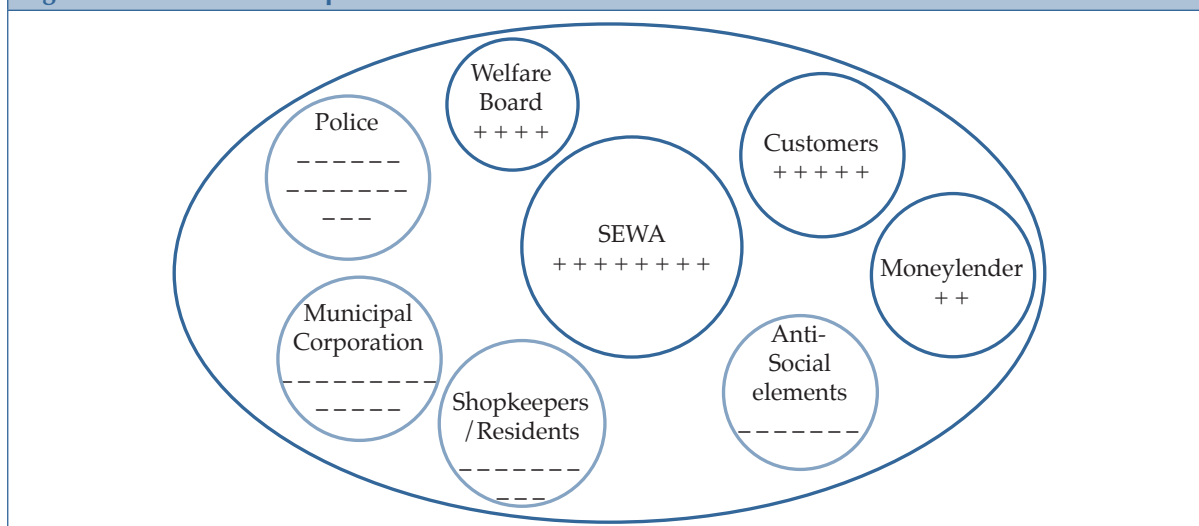 Welfare
Board
+ + + +
Police
– – – – – –
– – – – – – –
– – –
Customers
+ + + + +
SEWA
+ + + + + + + +
Moneylender
+ +
Municipal
Corporation
– – – – – – – – –
– – – – –
Anti-
Social
elements
– – – – – – –
Shopkeepers
/Residents
– – – – – – –
– – –